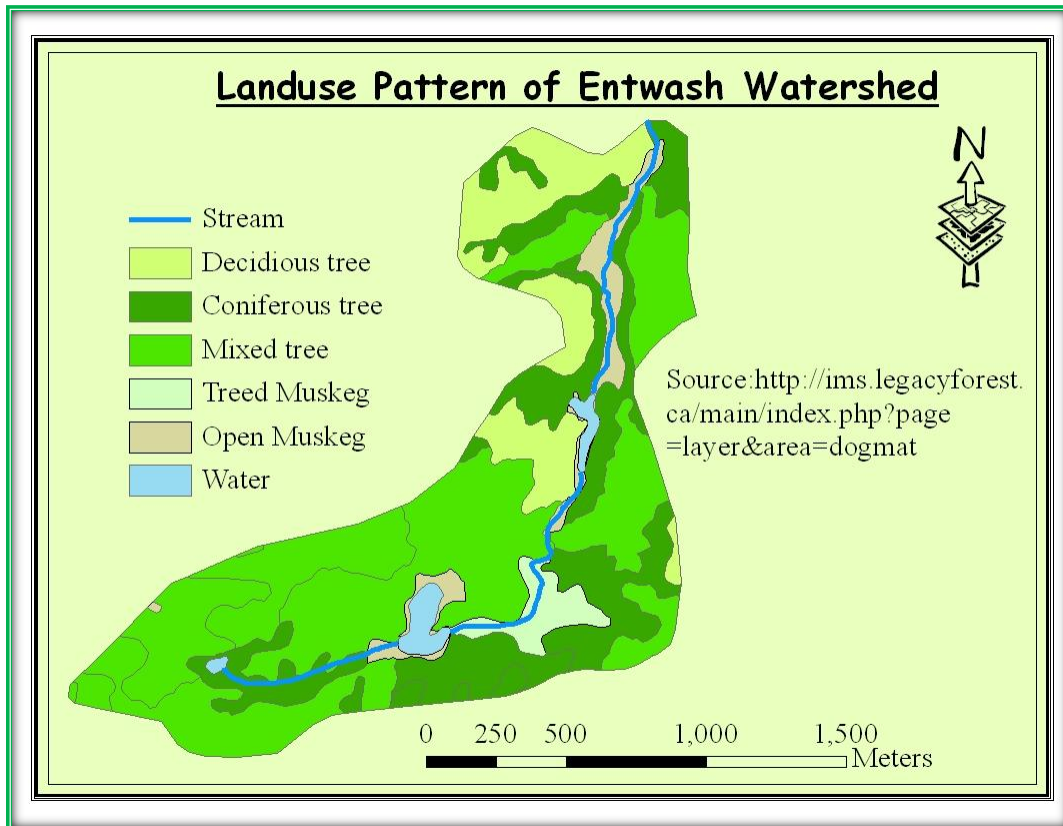 Landuse Pattern of Entwash Watershed
N
Stream
Decidious tree
Coniferous tree
Mixed tree
Treed Muskeg
Open Muskeg
Water
Source:http://ims.legacyforest.
ca/main/index.php?page
=layer&area=dogmat
0 250 500 1,000 1,500
Meters